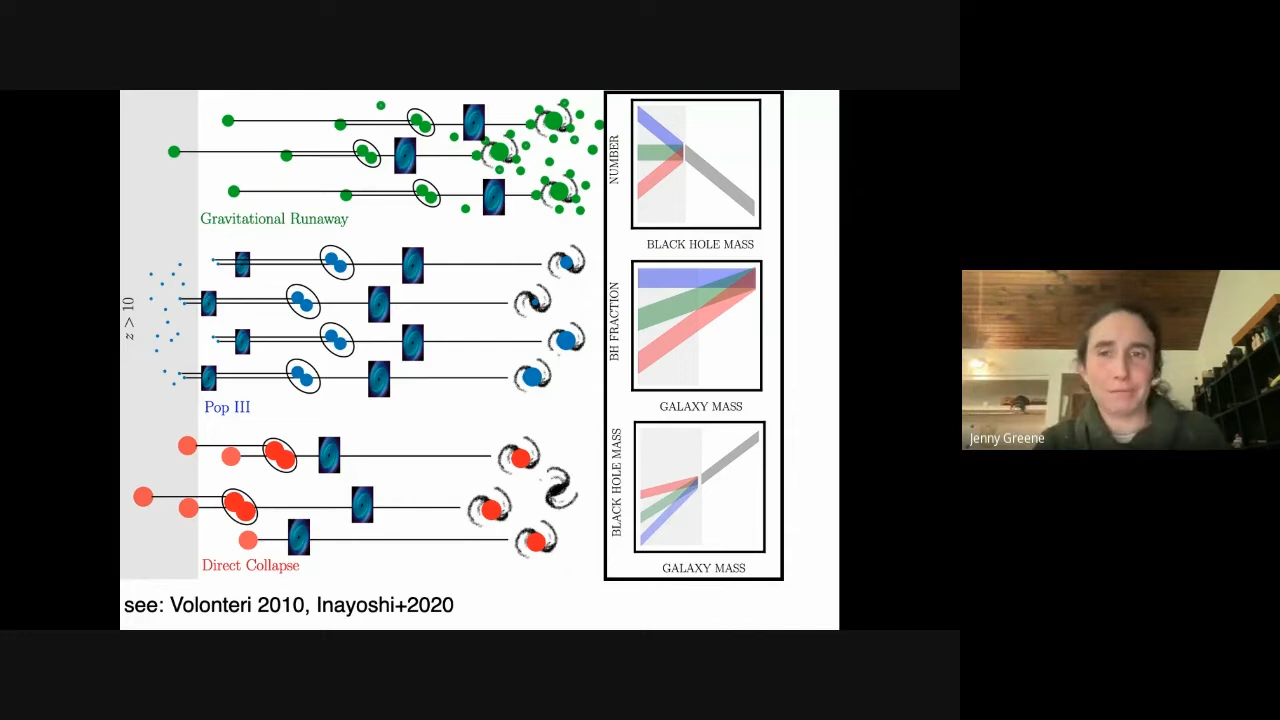 Gravitational Runaway
z > 10
Pop III
Direct Collapse
NUMBER
BLACK HOLE MASS
BH FRACTION
GALAXY MASS
BLACK HOLE MASS
GALAXY MASS
see: Volonteri 2010, Inayoshi+2020
Jenny Greene